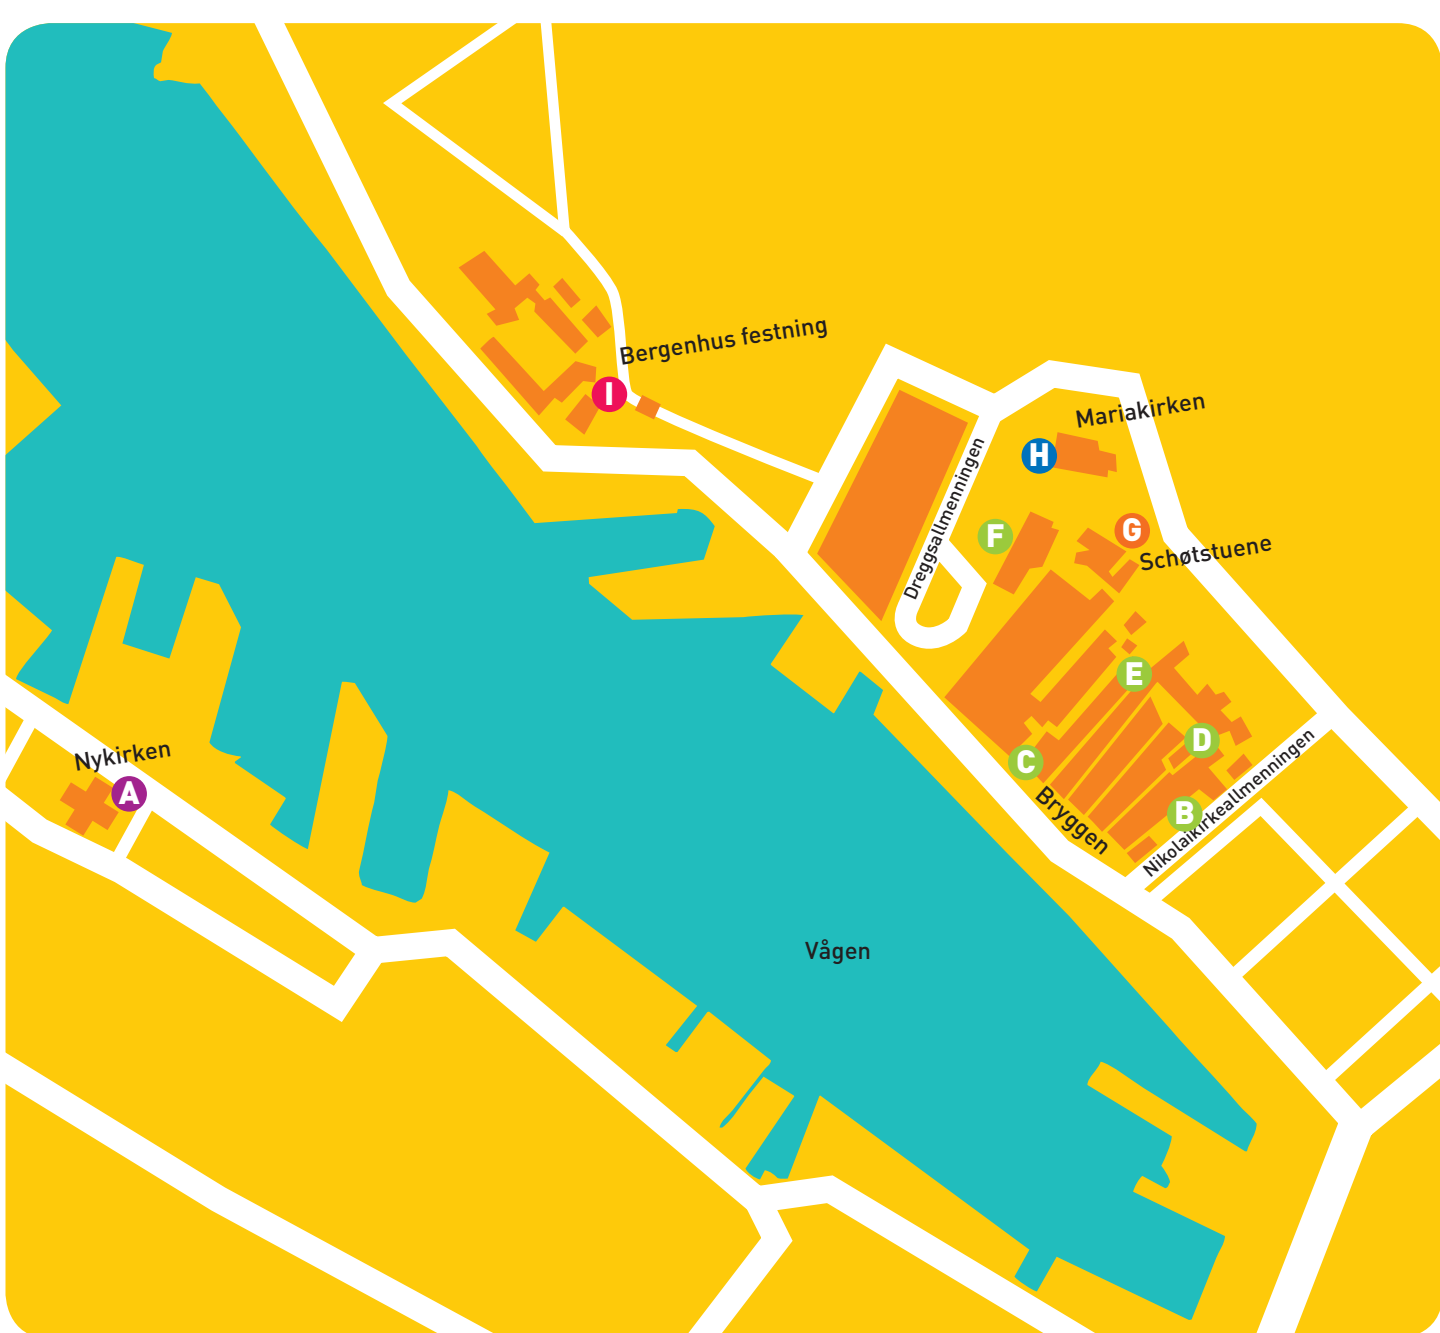 Bergenhus festning
I
Mariakirken
H
Dreggsallmenningen
F
G
Schøtstuene
E
D
C
B
Bryggen
Nikolaikirkeallmenningen
Nykirken
A
Vågen